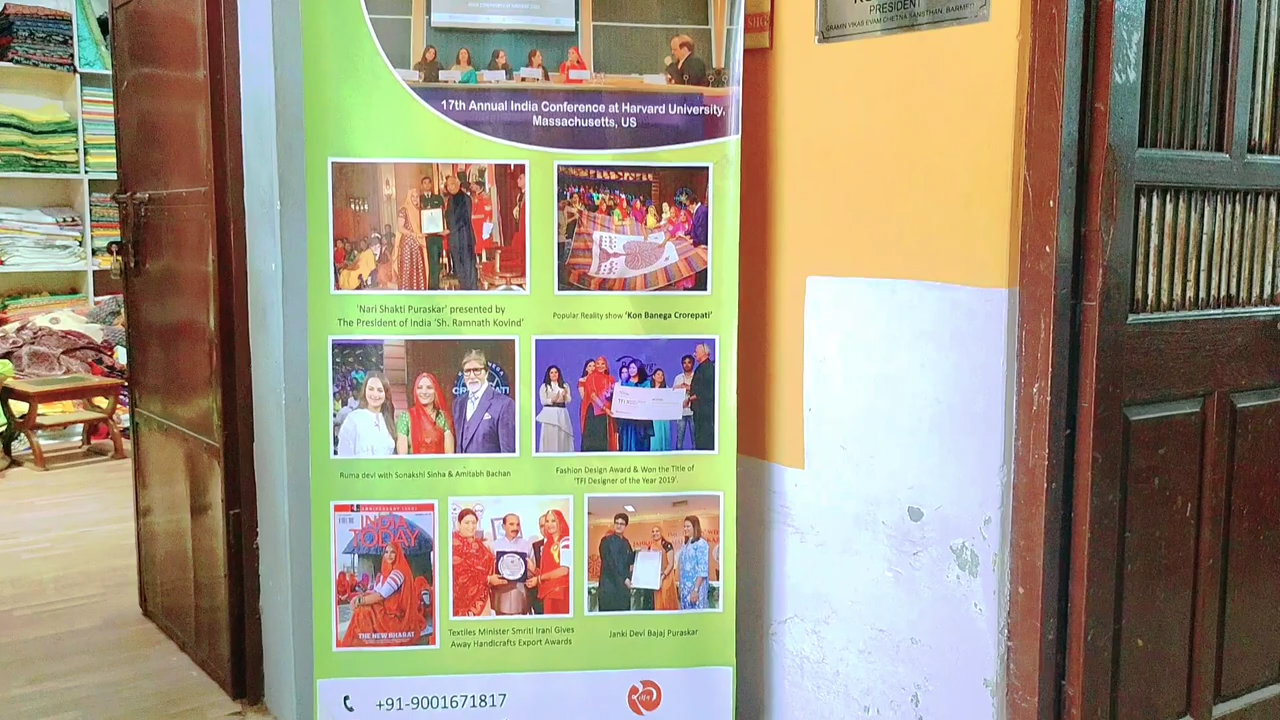 PRESIDENT
GRAMIN VIKAS EVAM CHETNA SANSTHAN, BARMER
17th Annual India Conference at Harvard University,
Massachusetts, US
'Nari Shakti Puraskar' presented by
The President of India 'Sh. Ramnath Kovind'
Popular Reality show 'Kon Banega Crorepati'
Ruma devi with Sonakshi Sinha & Amitabh Bachan
Fashion Design Award & Won the Title of
'TFI Designer of the Year 2019'.
ANNIVERSARY ISSUE
INDIA
TODAY
THE NEW BHARAT
Textiles Minister Smriti Irani Gives
Away Handicrafts Export Awards
Janki Devi Bajaj Puraskar
+91-9001671817